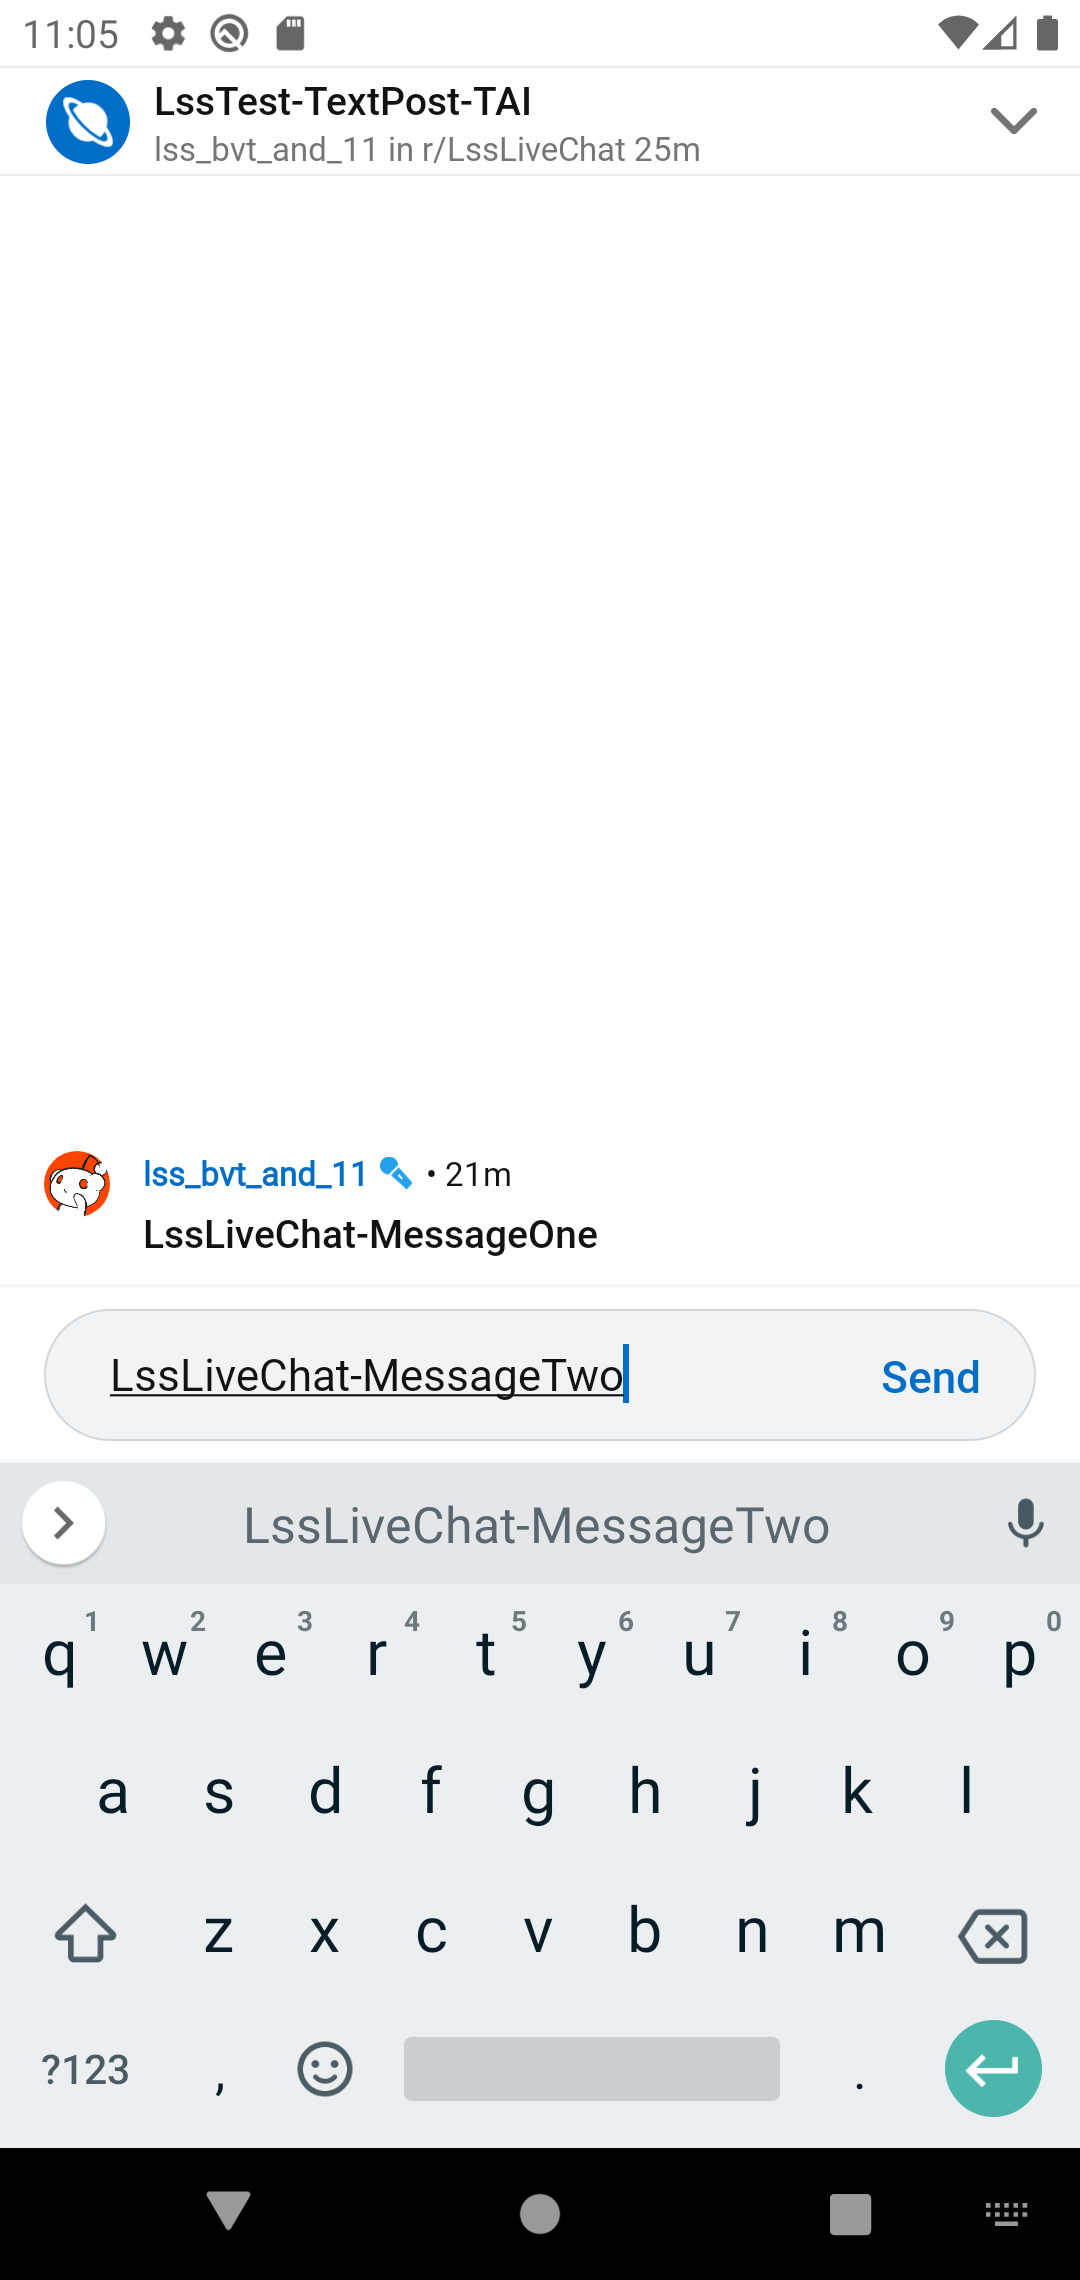 11:05
LssTest-TextPost-TAI
lss_bvt_and_11 in r/LssLiveChat 25m
lss_bvt_and_11 • 21m
LssLiveChat-MessageOne
LssLiveChat-MessageTwo Send
LssLiveChat-MessageTwo
1 2 3 4 5 6 7 8 9 0
q w e r t y u i o p
a s d f g h j k l
z x c v b n m
?123 , .